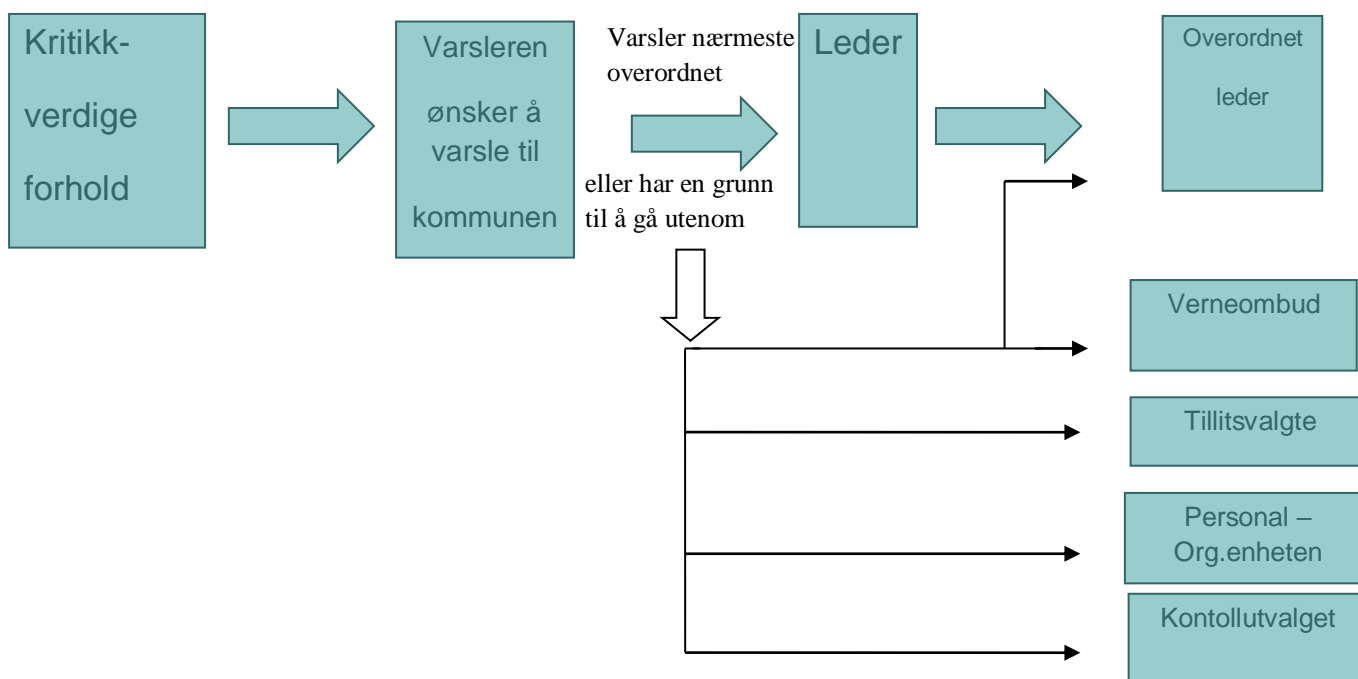 Kritikk-
verdige
forhold
Varsleren
ønsker å
varsle til
kommunen
Varsler nærmeste
overordnet
eller har en grunn
til å gå utenom
Leder
Overordnet
leder
Verneombud
Tillitsvalgte
Personal –
Org.enheten
Kontollutvalget